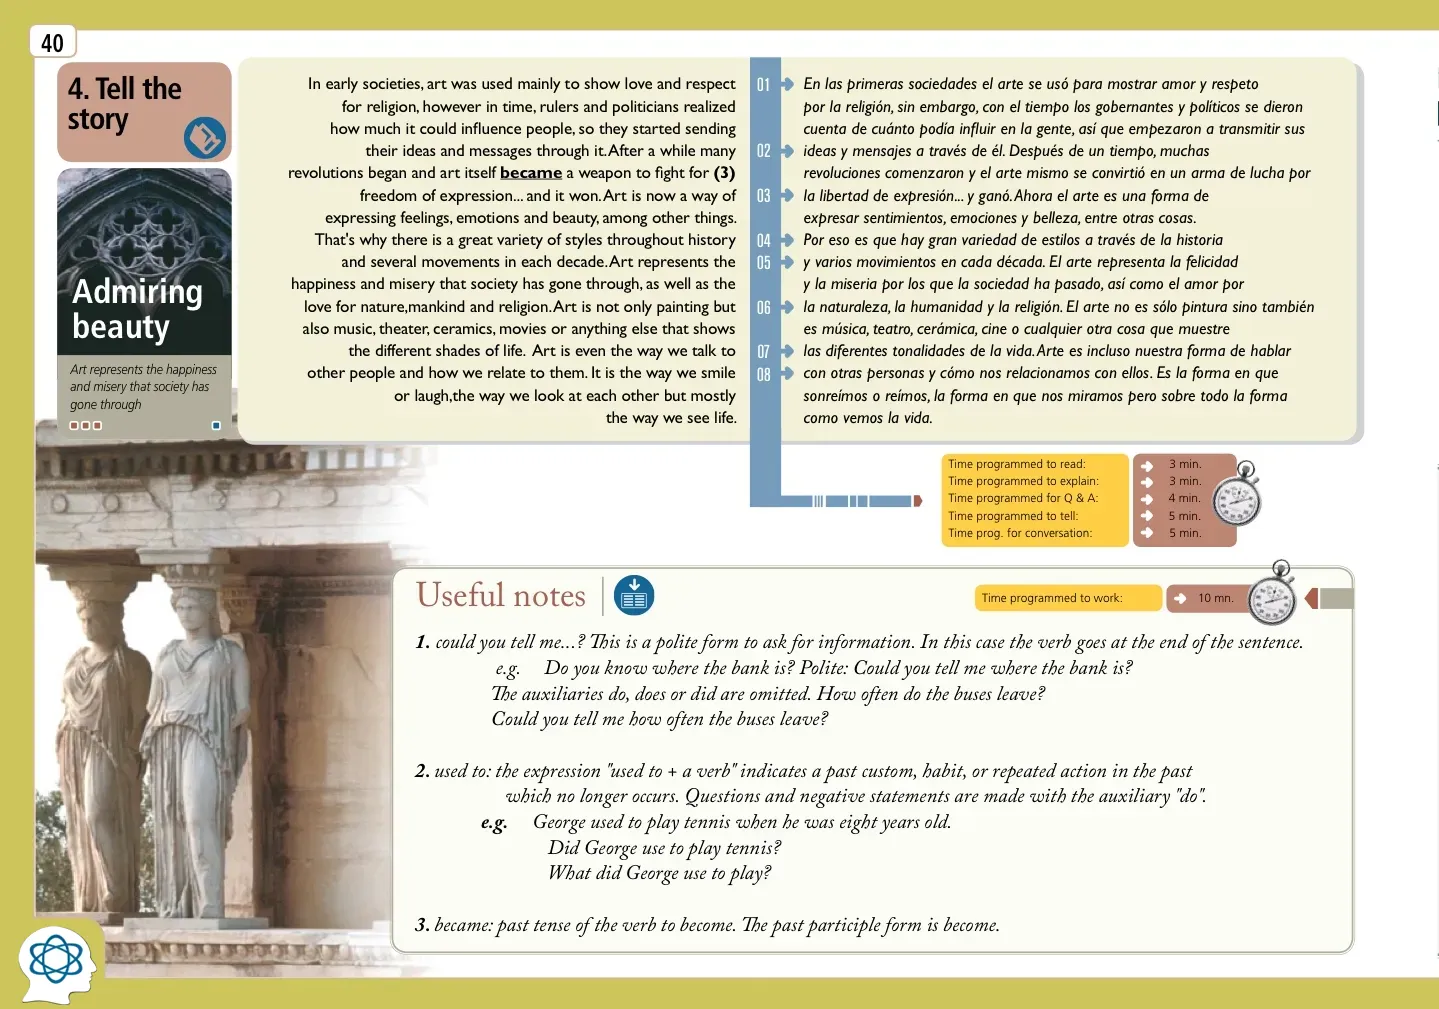 40
4. Tell the
story
Admiring
beauty
Art represents the happiness
and misery that society has
gone through
In early societies, art was used mainly to show love and respect
for religion, however in time, rulers and politicians realized
how much it could influence people, so they started sending
their ideas and messages through it. After a while many
revolutions began and art itself became a weapon to fight for (3)
freedom of expression... and it won. Art is now a way of
expressing feelings, emotions and beauty, among other things.
That's why there is a great variety of styles throughout history
and several movements in each decade. Art represents the
happiness and misery that society has gone through, as well as the
love for nature,mankind and religion. Art is not only painting but
also music, theater, ceramics, movies or anything else that shows
the different shades of life. Art is even the way we talk to
other people and how we relate to them. It is the way we smile
or laugh,the way we look at each other but mostly
the way we see life.
01
02
03
04
05
06
07
08
En las primeras sociedades el arte se usó para mostrar amor y respeto
por la religión, sin embargo, con el tiempo los gobernantes y políticos se dieron
cuenta de cuánto podía influir en la gente, así que empezaron a transmitir sus
ideas y mensajes a través de él. Después de un tiempo, muchas
revoluciones comenzaron y el arte mismo se convirtió en un arma de lucha por
la libertad de expresión... y ganó. Ahora el arte es una forma de
expresar sentimientos, emociones y belleza, entre otras cosas.
Por eso es que hay gran variedad de estilos a través de la historia
y varios movimientos en cada década. El arte representa la felicidad
y la miseria por los que la sociedad ha pasado, así como el amor por
la naturaleza, la humanidad y la religión. El arte no es sólo pintura sino también
es música, teatro, cerámica, cine o cualquier otra cosa que muestre
las diferentes tonalidades de la vida. Arte es incluso nuestra forma de hablar
con otras personas y cómo nos relacionamos con ellos. Es la forma en que
sonreímos o reímos, la forma en que nos miramos pero sobre todo la forma
como vemos la vida.
Time programmed to read: 3 min.
Time programmed to explain: 3 min.
Time programmed for Q & A: 4 min.
Time programmed to tell: 5 min.
Time prog. for conversation: 5 min.
Useful notes
Time programmed to work: 10 mn.
1. could you tell me...? This is a polite form to ask for information. In this case the verb goes at the end of the sentence.
e.g. Do you know where the bank is? Polite: Could you tell me where the bank is?
The auxiliaries do, does or did are omitted. How often do the buses leave?
Could you tell me how often the buses leave?
2. used to: the expression "used to + a verb" indicates a past custom, habit, or repeated action in the past
which no longer occurs. Questions and negative statements are made with the auxiliary "do".
e.g. George used to play tennis when he was eight years old.
Did George use to play tennis?
What did George use to play?
3. became: past tense of the verb to become. The past participle form is become.